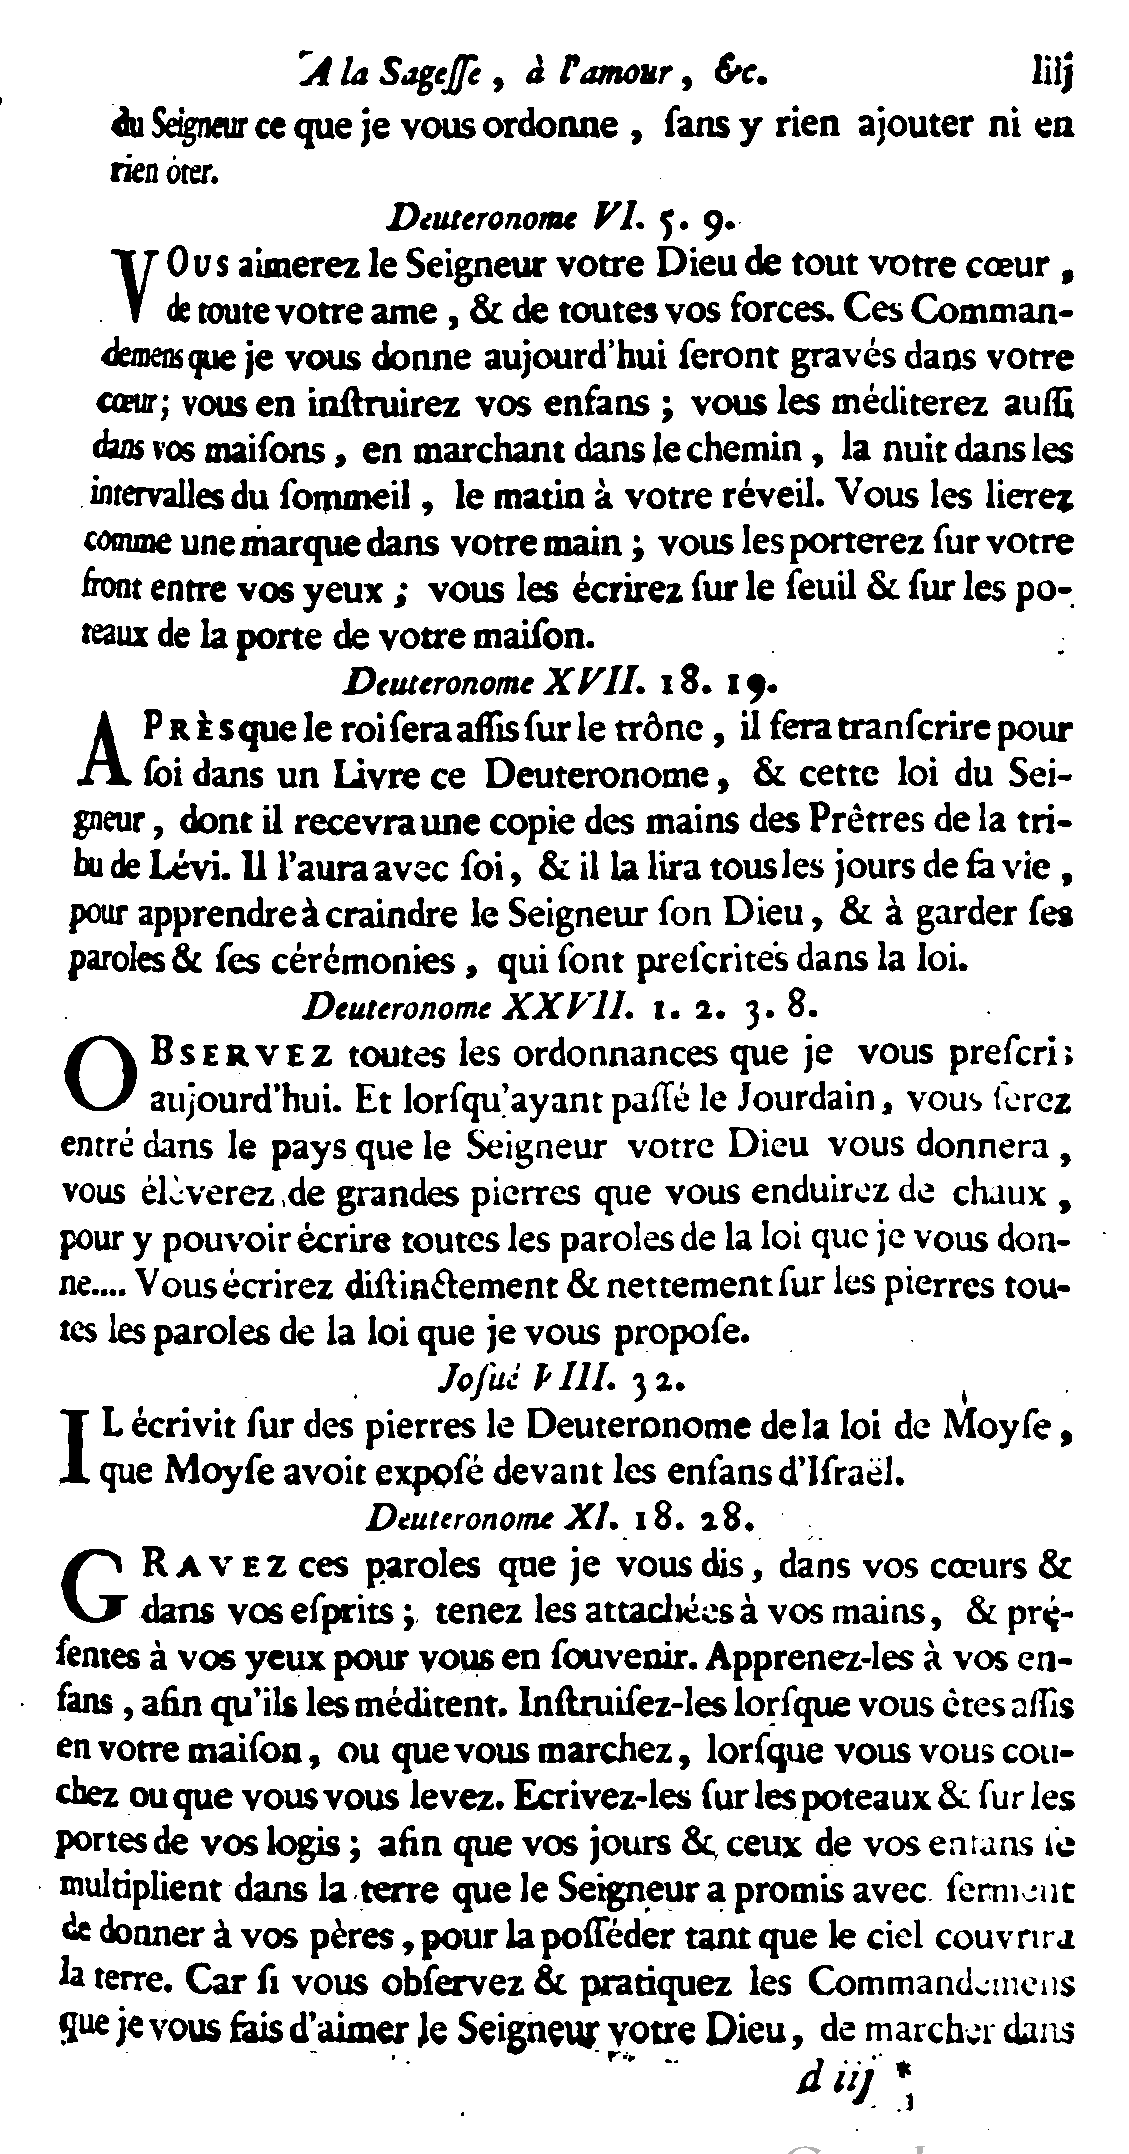 A la Sageſſe, à l'amour, &c. liij
du Seigneur ce que je vous ordonne, ſans y rien ajouter ni en
rien ôter.
Deuteronome VI. 5. 9.
VOus aimerez le Seigneur votre Dieu de tout votre cœur,
de toute votre ame, & de toutes vos forces. Ces Comman-
demens que je vous donne aujourd'hui ſeront gravés dans votre
cœur; vous en inſtruirez vos enfans; vous les méditerez auſſi
dans vos maiſons, en marchant dans le chemin, la nuit dans les
intervalles du ſommeil, le matin à votre réveil. Vous les lierez
comme une marque dans votre main; vous les porterez ſur votre
front entre vos yeux; vous les écrirez ſur le ſeuil & ſur les po-
teaux de la porte de votre maiſon.
Deuteronome XVII. 18. 19.
APRÈS que le roi ſera aſſis ſur le trône, il fera tranſcrire pour
ſoi dans un Livre ce Deuteronome, & cette loi du Sei-
gneur, dont il recevra une copie des mains des Prêtres de la tri-
bu de Lévi. Il l'aura avec ſoi, & il la lira tous les jours de ſa vie,
pour apprendre à craindre le Seigneur ſon Dieu, & à garder ſes
paroles & ſes cérémonies, qui ſont preſcrites dans la loi.
Deuteronome XXVII. 1. 2. 3. 8.
OBSERVEZ toutes les ordonnances que je vous preſcris
aujourd'hui. Et lorſqu'ayant paſſé le Jourdain, vous ſerez
entré dans le pays que le Seigneur votre Dieu vous donnera,
vous élèverez de grandes pierres que vous enduirez de chaux,
pour y pouvoir écrire toutes les paroles de la loi que je vous don-
ne.... Vous écrirez diſtinctement & nettement ſur les pierres tou-
tes les paroles de la loi que je vous propoſe.
Joſué VIII. 32.
IL écrivit ſur des pierres le Deuteronome de la loi de Moyſe,
que Moyſe avoit expoſé devant les enfans d'Iſraël.
Deuteronome XI. 18. 28.
GRAVEZ ces paroles que je vous dis, dans vos cœurs &
dans vos eſprits; tenez les attachées à vos mains, & pré-
ſentes à vos yeux pour vous en ſouvenir. Apprenez-les à vos en-
fans, afin qu'ils les méditent. Inſtruiſez-les lorſque vous êtes aſſis
en votre maiſon, ou que vous marchez, lorſque vous vous cou-
chez ou que vous vous levez. Ecrivez-les ſur les poteaux & ſur les
portes de vos logis; afin que vos jours & ceux de vos enfans ſe
multiplient dans la terre que le Seigneur a promis avec ſerment
de donner à vos pères, pour la poſſéder tant que le ciel couvrira
la terre. Car ſi vous obſervez & pratiquez les Commandemens
que je vous fais d'aimer le Seigneur votre Dieu, de marcher dans
d iij *